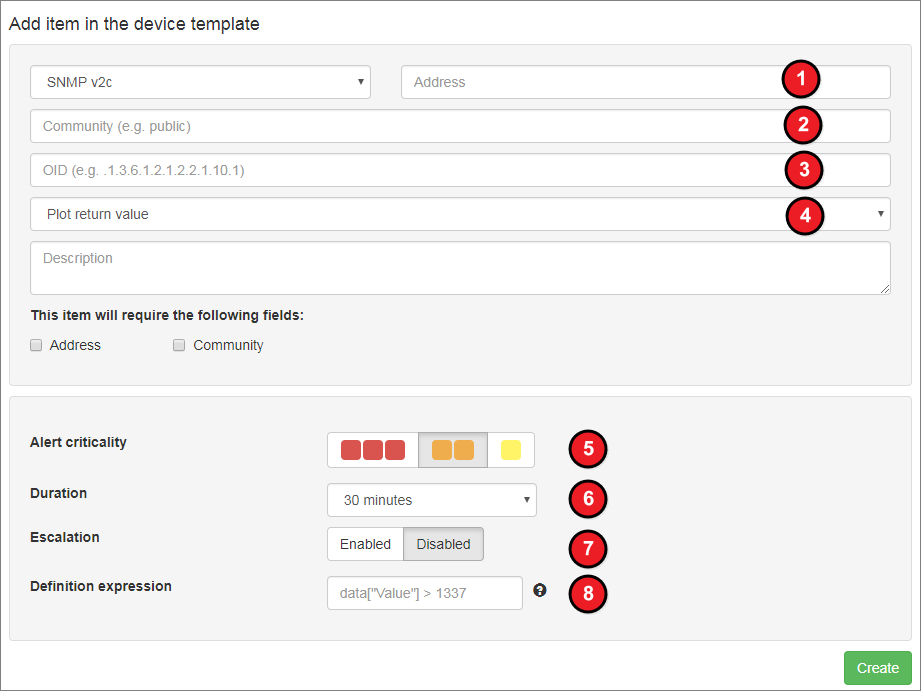 Add item in the device template
SNMP v2c
Address
1
Community (e.g. public)
2
OID (e.g. .1.3.6.1.2.1.2.2.1.10.1)
3
Plot return value
4
Description
This item will require the following fields:
Address
Community
Alert criticality
5
Duration
30 minutes
6
Escalation
Enabled
Disabled
7
Definition expression
data["Value"] > 1337
?
8
Create